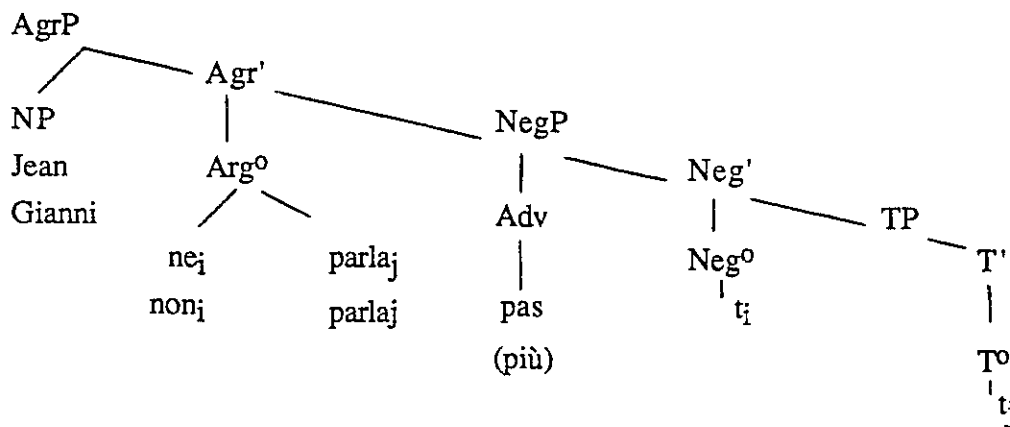 AgrP
Agr'
NP
NegP
Jean
Argº
Neg'
Gianni
Adv
TP
neᵢ
parlaⱼ
Negº
T'
nonᵢ
parlaj
pas
tᵢ
(più)
Tº